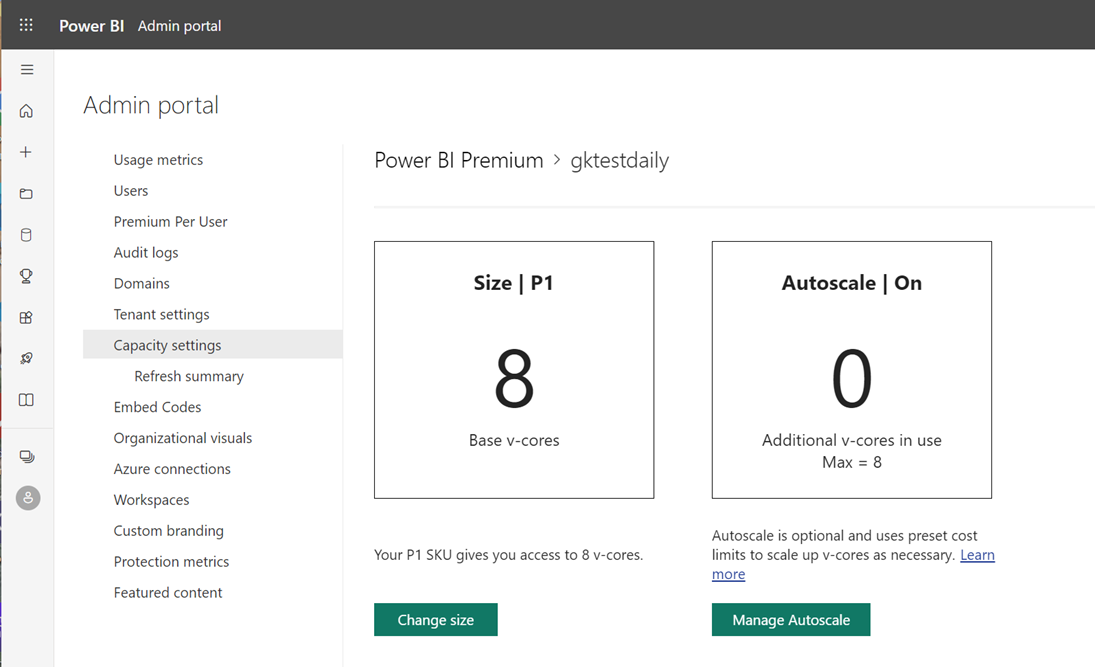 Power BI Admin portal
Admin portal
Usage metrics
Users
Premium Per User
Audit logs
Domains
Tenant settings
Capacity settings
Refresh summary
Embed Codes
Organizational visuals
Azure connections
Workspaces
Custom branding
Protection metrics
Featured content
Power BI Premium > gktestdaily
Size | P1
8
Base v-cores
Your P1 SKU gives you access to 8 v-cores.
Change size
Autoscale | On
0
Additional v-cores in use
Max = 8
Autoscale is optional and uses preset cost
limits to scale up v-cores as necessary. Learn
more
Manage Autoscale